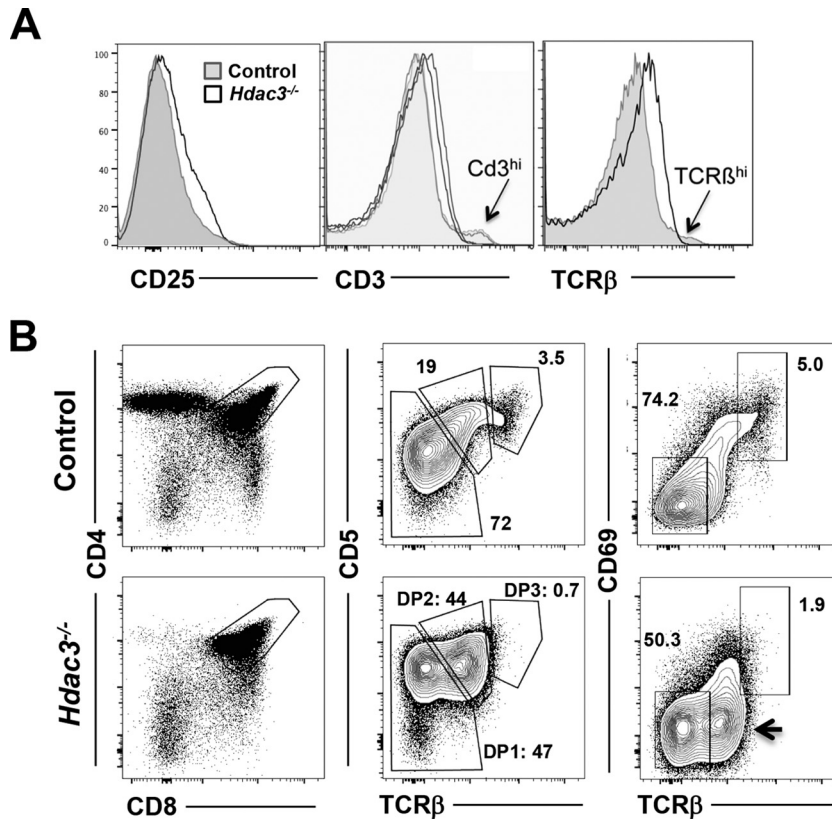 A
100
80
60
40
20
0
Control
Hdac3-/-
Cd3hi
TCRßhi
CD25
CD3
TCRβ
B
Control
CD4
CD5
19
3.5
72
CD69
74.2
5.0
Hdac3-/-
DP2: 44
DP3: 0.7
DP1: 47
50.3
1.9
CD8
TCRβ
TCRβ